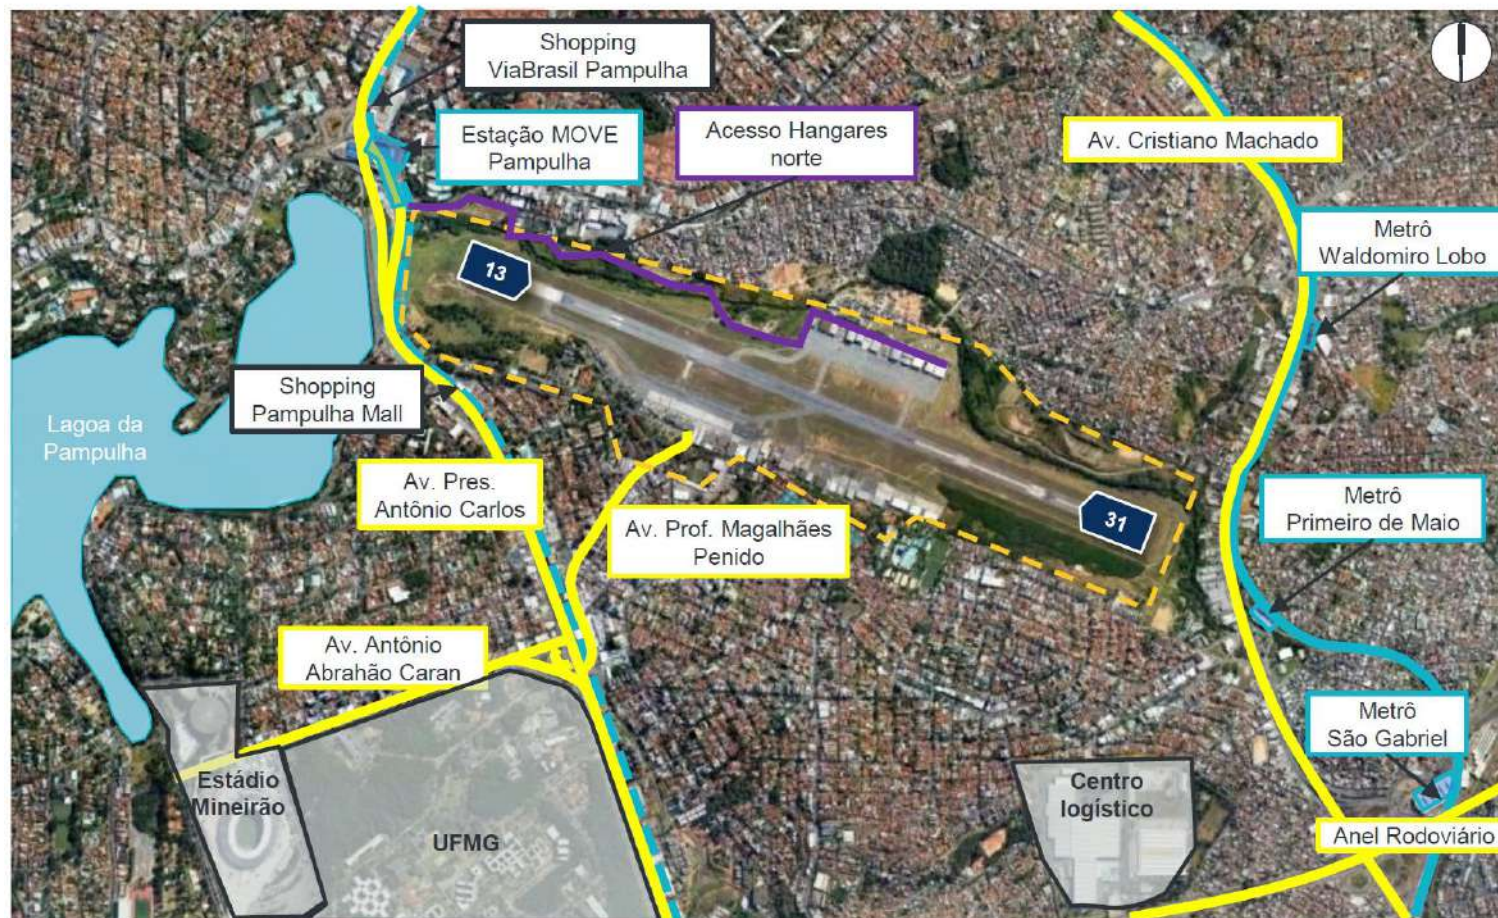 Shopping
ViaBrasil Pampulha
Estação MOVE
Pampulha
Acesso Hangares
norte
Av. Cristiano Machado
Metrô
Waldomiro Lobo
13
Shopping
Pampulha Mall
Lagoa da
Pampulha
Av. Pres.
Antônio Carlos
Av. Prof. Magalhães
Penido
31
Metrô
Primeiro de Maio
Av. Antônio
Abrahão Caran
Metrô
São Gabriel
Estádio
Mineirão
UFMG
Centro
logístico
Anel Rodoviário